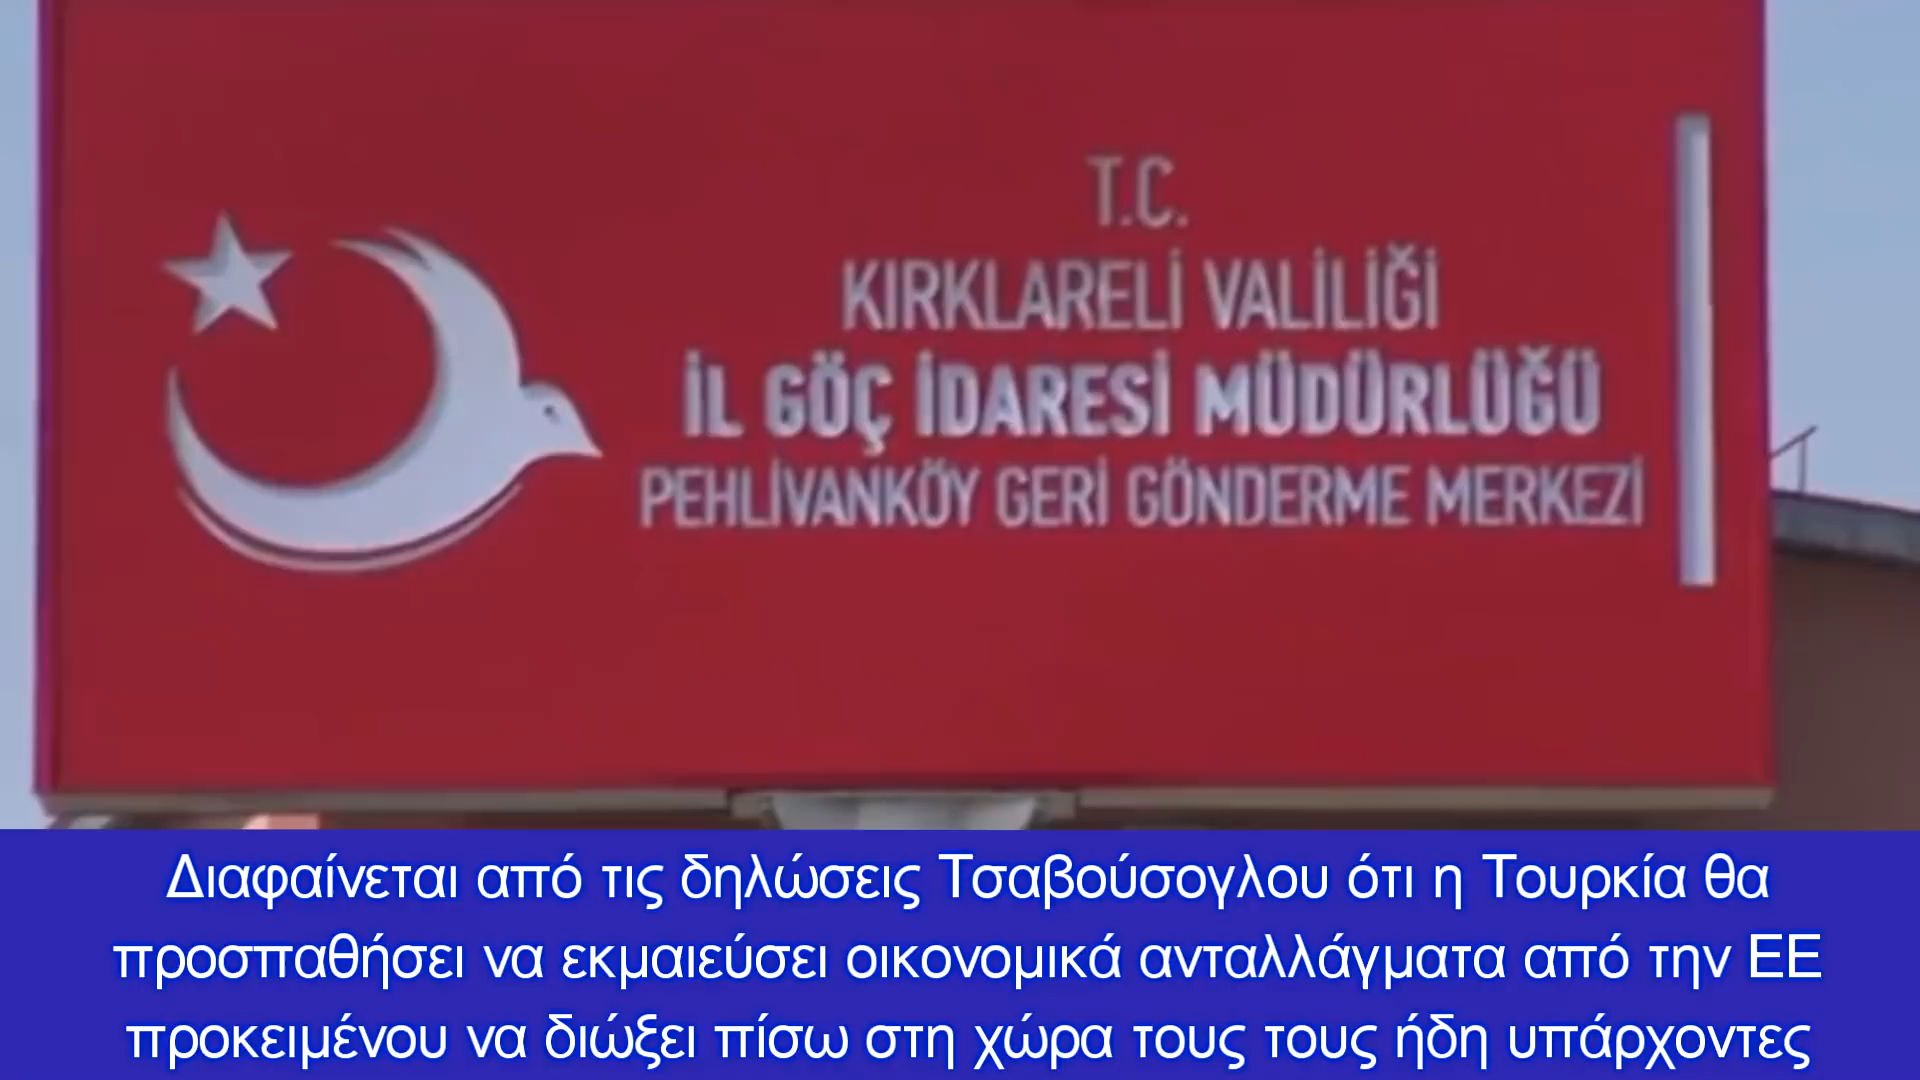 T.C.
KIRKLARELİ VALİLİĞİ
İL GÖÇ İDARESİ MÜDÜRLÜĞÜ
PEHLİVANKÖY GERİ GÖNDERME MERKEZİ
Διαφαίνεται από τις δηλώσεις Τσαβούσογλου ότι η Τουρκία θα
προσπαθήσει να εκμαιεύσει οικονομικά ανταλλάγματα από την ΕΕ
προκειμένου να διώξει πίσω στη χώρα τους τους ήδη υπάρχοντες